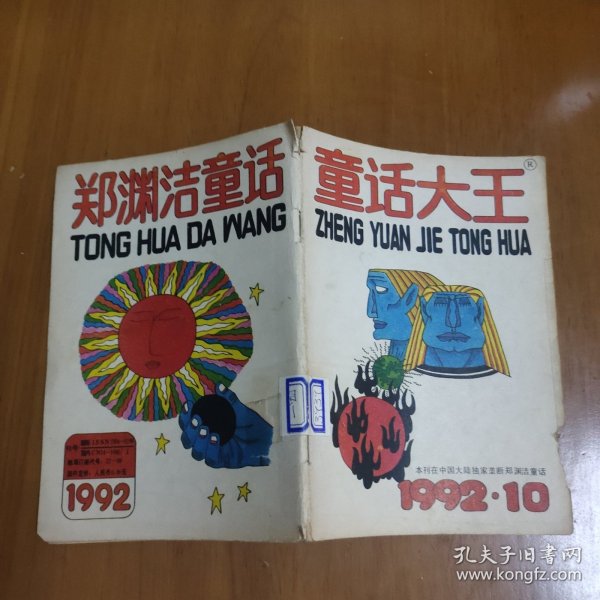 郑渊洁童话
TONG HUA DA WANG
1992
童话大王
®
ZHENG YUAN JIE TONG HUA
本刊在中国大陆独家垄断郑渊洁童话
1992·10
孔夫子旧书网
www.kongfz.com